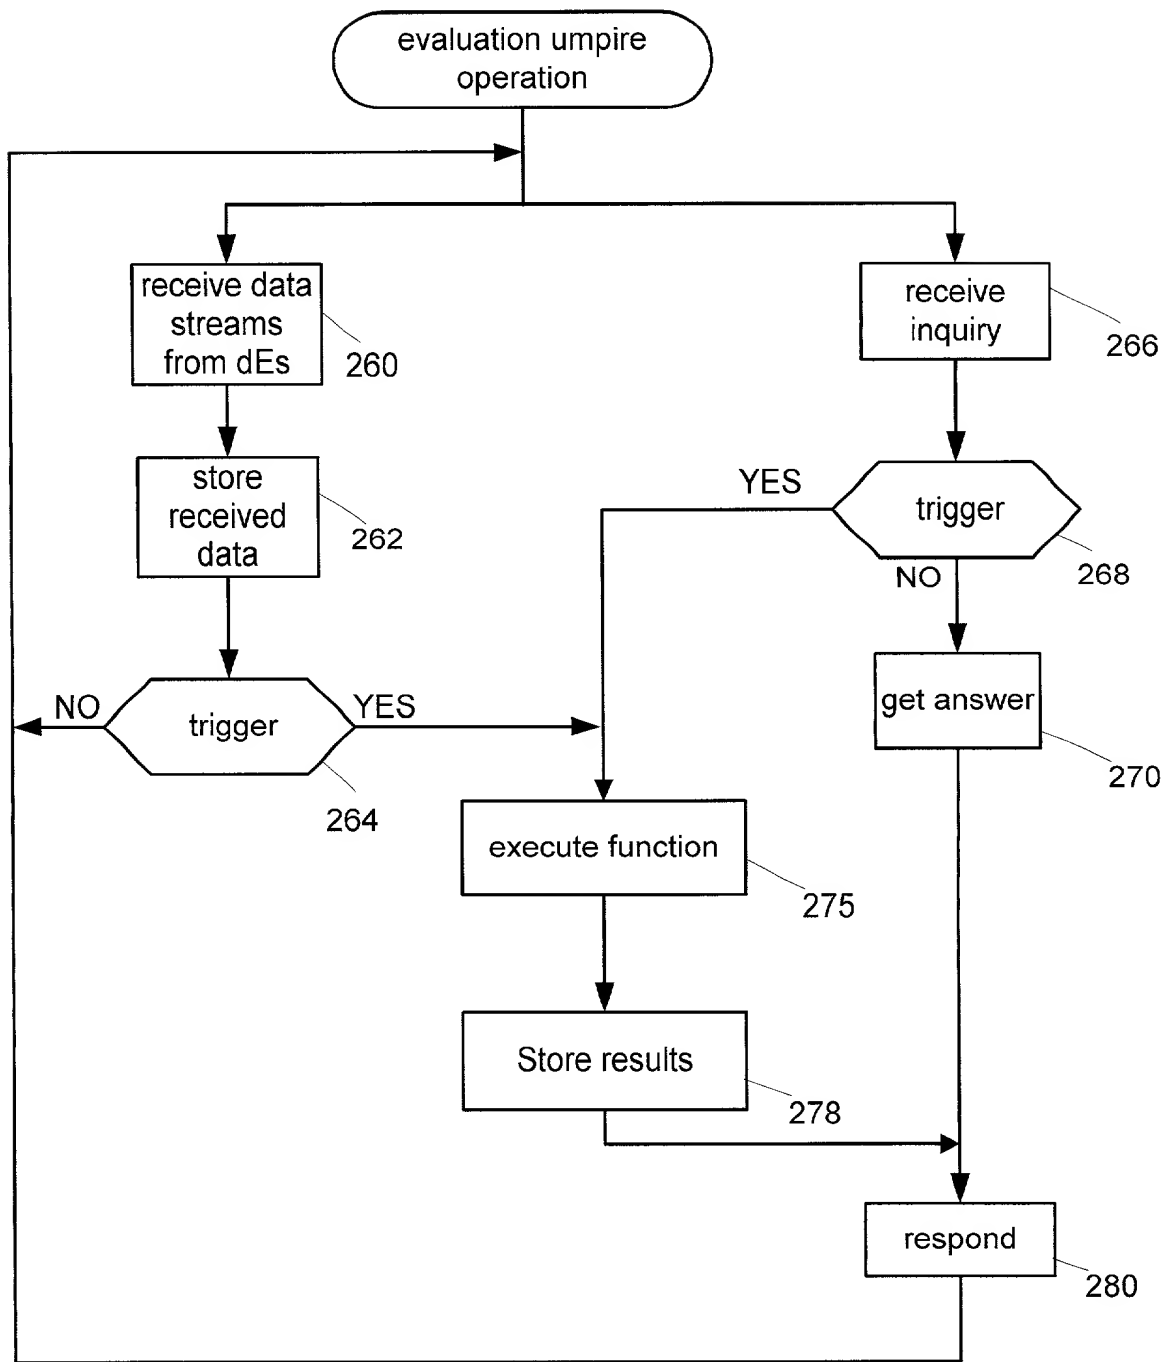 evaluation umpire
operation
receive data
streams
from dEs
260
receive
inquiry
266
store
received
data
262
YES
trigger
268
NO
NO
trigger
YES
264
get answer
270
execute function
275
Store results
278
respond
280